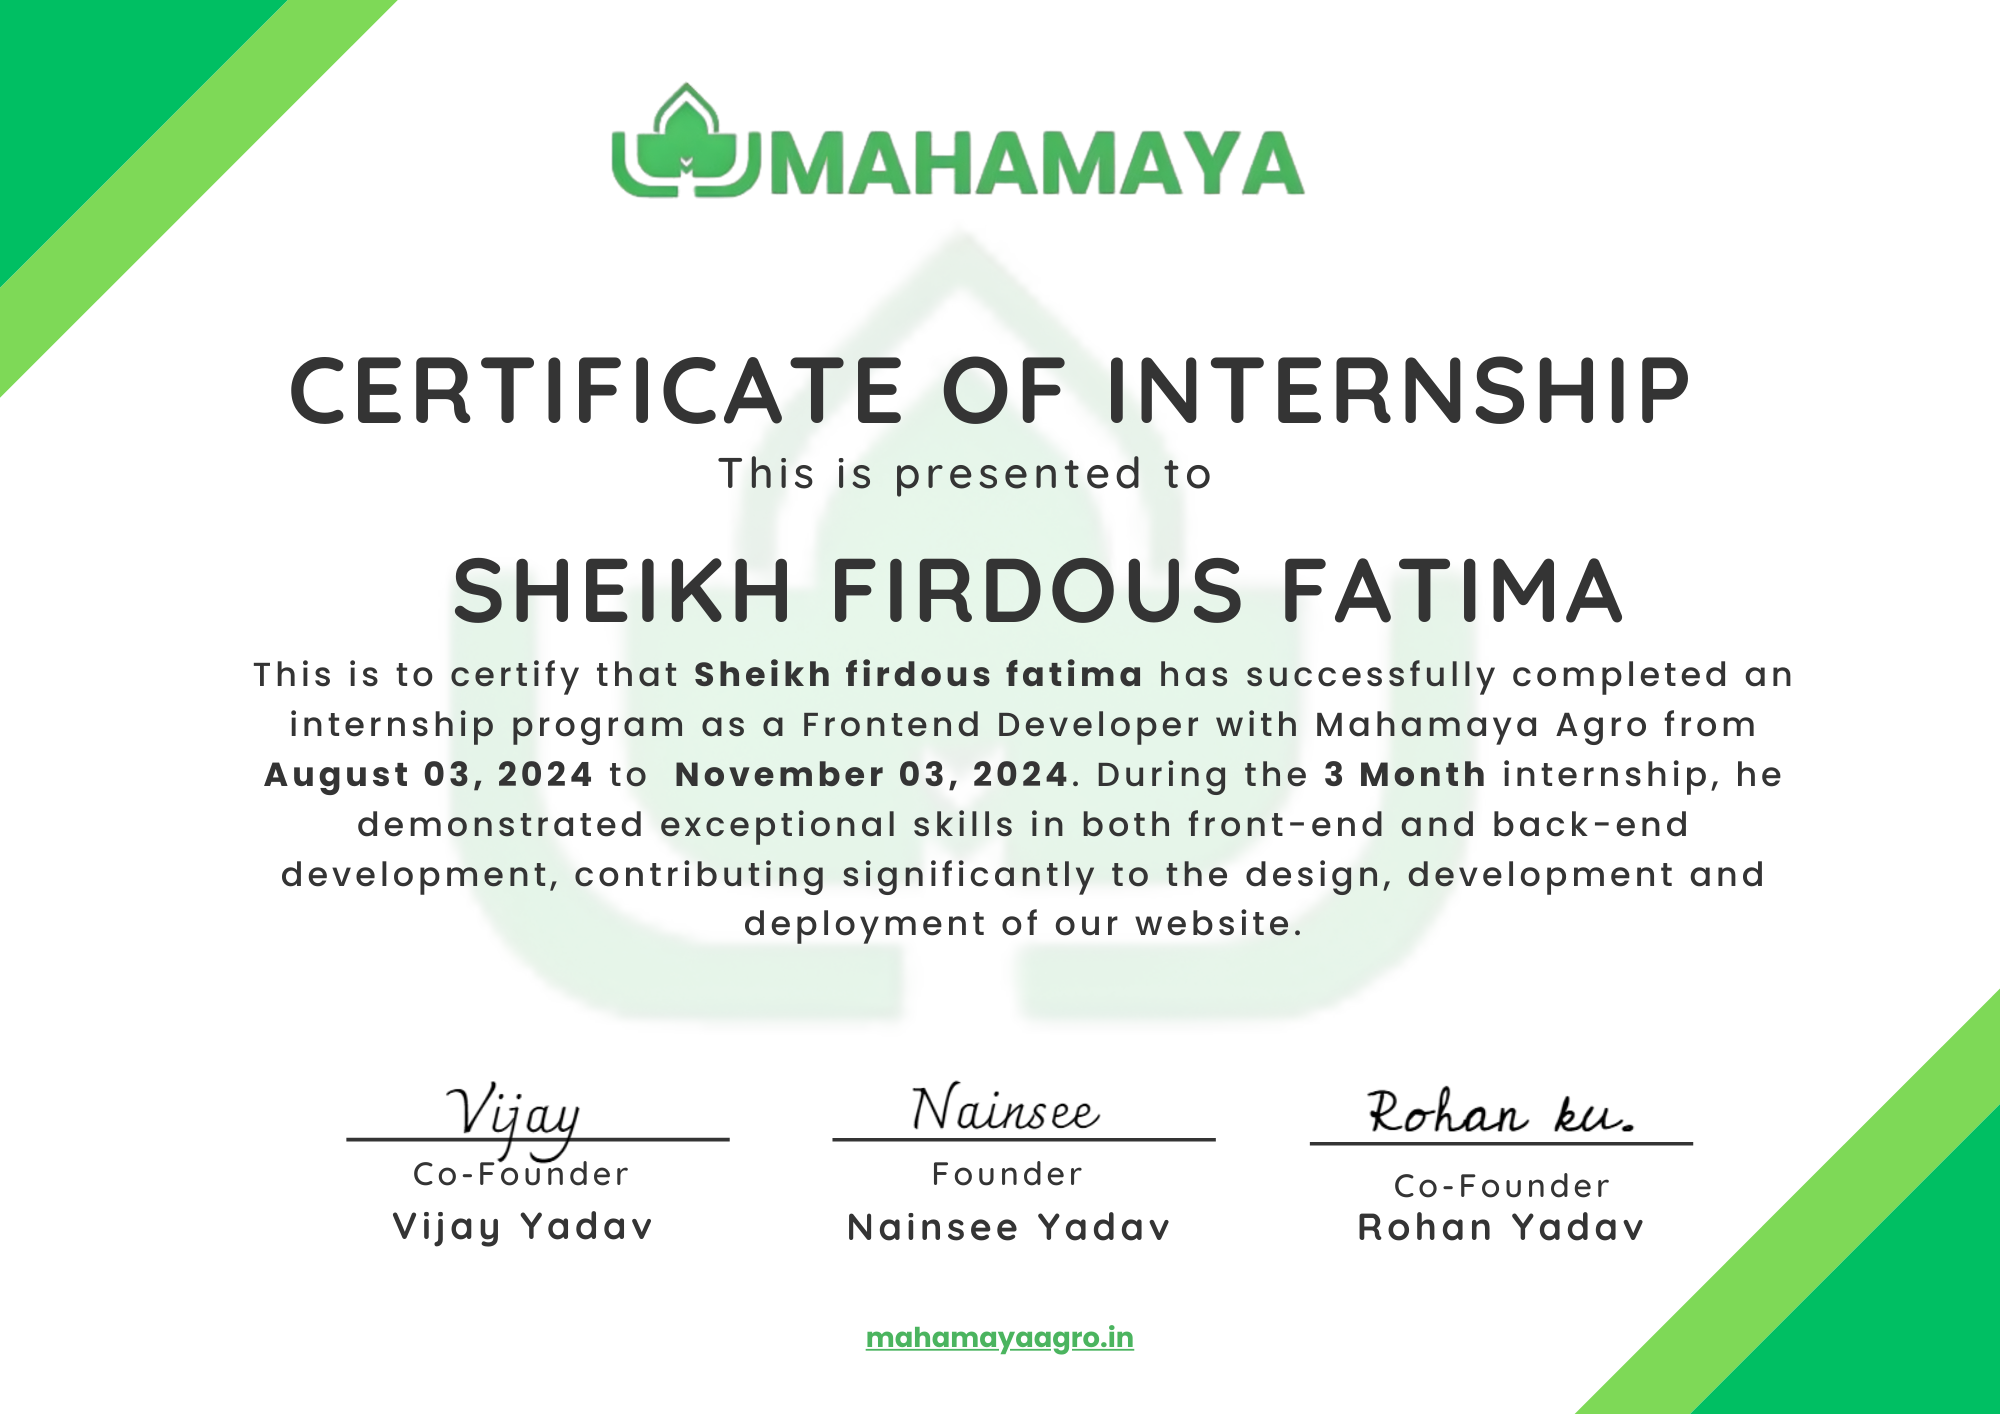 MAHAMAYA
CERTIFICATE OF INTERNSHIP
This is presented to
SHEIKH FIRDOUS FATIMA
This is to certify that Sheikh firdous fatima has successfully completed an
internship program as a Frontend Developer with Mahamaya Agro from
August 03, 2024 to November 03, 2024. During the 3 Month internship, he
demonstrated exceptional skills in both front-end and back-end
development, contributing significantly to the design, development and
deployment of our website.
Vijay
Co-Founder
Vijay Yadav
Nainsee
Founder
Nainsee Yadav
Rohan ku.
Co-Founder
Rohan Yadav
mahamayaagro.in